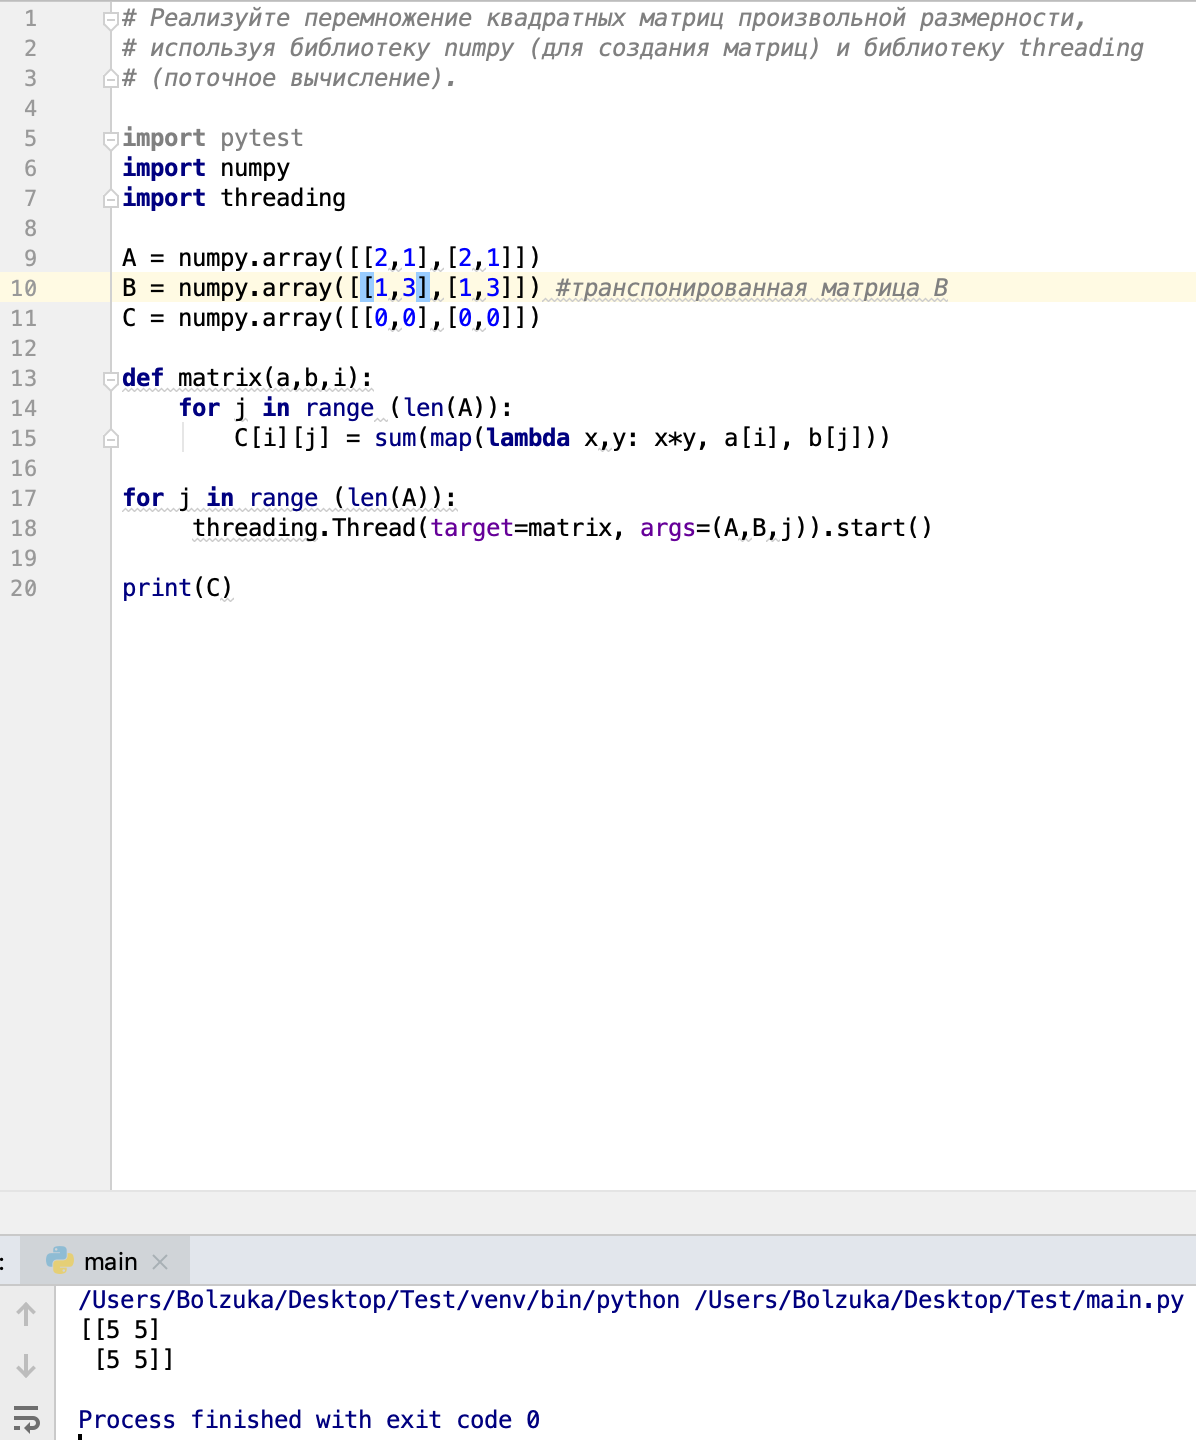 1 # Реализуйте перемножение квадратных матриц произвольной размерности,
2 # используя библиотеку numpy (для создания матриц) и библиотеку threading
3 # (поточное вычисление).
4
5 import pytest
6 import numpy
7 import threading
8
9 A = numpy.array([[2,1],[2,1]])
10 B = numpy.array([[1,3],[1,3]]) #транспонированная матрица B
11 C = numpy.array([[0,0],[0,0]])
12
13 def matrix(a,b,i):
14     for j in range (len(A)):
15         C[i][j] = sum(map(lambda x,y: x*y, a[i], b[j]))
16
17 for j in range (len(A)):
18      threading.Thread(target=matrix, args=(A,B,j)).start()
19
20 print(C)
: main
/Users/Bolzuka/Desktop/Test/venv/bin/python /Users/Bolzuka/Desktop/Test/main.py
[[5 5]
 [5 5]]
Process finished with exit code 0